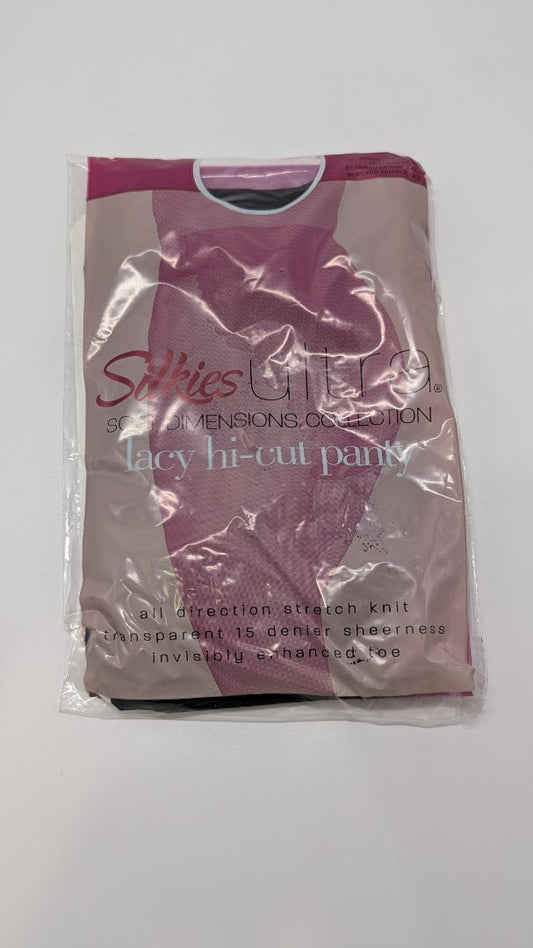 Silkies ultra®
SOFT DIMENSIONS COLLECTION
lacy hi-cut panty
all direction stretch knit
transparent 15 denier sheerness
invisibly enhanced toe